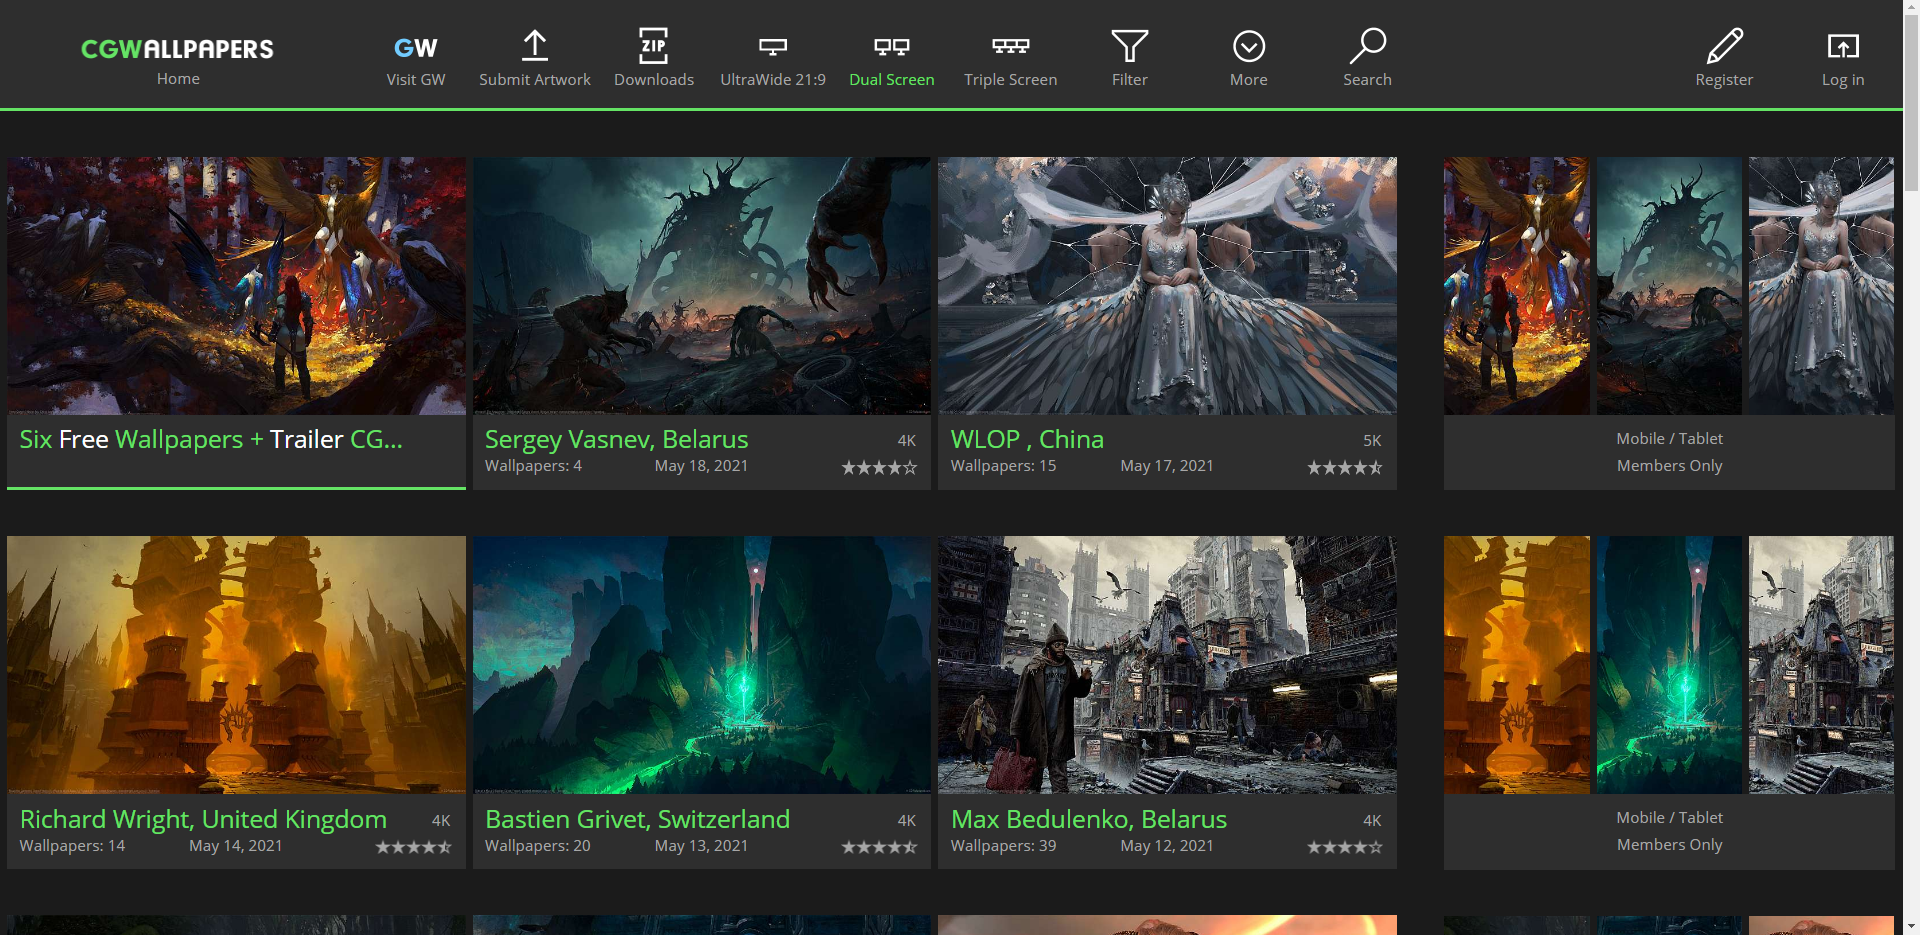 CGWALLPAPERS
Home
GW
Visit GW
Submit Artwork
ZIP
Downloads
UltraWide 21:9
Dual Screen
Triple Screen
Filter
More
Search
Register
Log in
Six Free Wallpapers + Trailer CG...
Sergey Vasnev, Belarus
4K
Wallpapers: 4
May 18, 2021
WLOP , China
5K
Wallpapers: 15
May 17, 2021
Mobile / Tablet
Members Only
Richard Wright, United Kingdom
4K
Wallpapers: 14
May 14, 2021
Bastien Grivet, Switzerland
4K
Wallpapers: 20
May 13, 2021
Max Bedulenko, Belarus
4K
Wallpapers: 39
May 12, 2021
Mobile / Tablet
Members Only